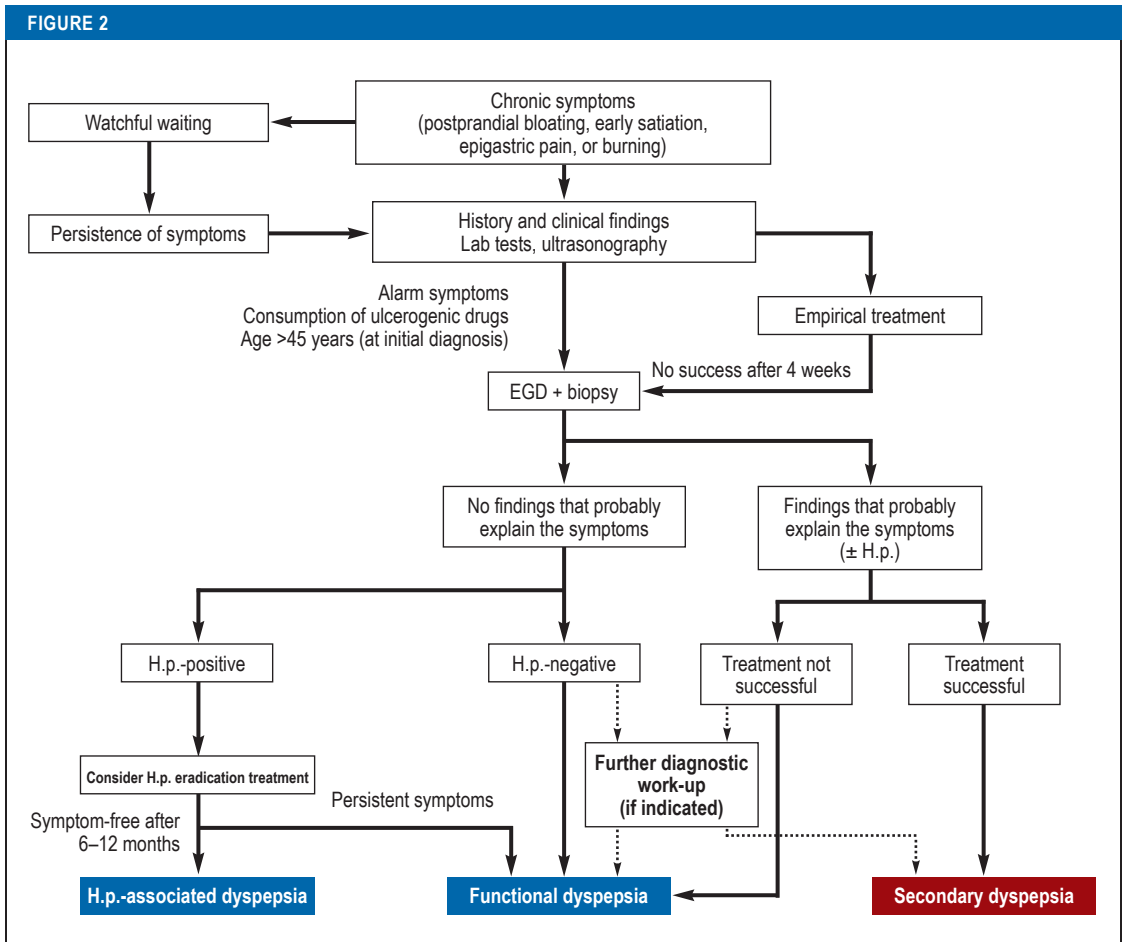 FIGURE 2
Chronic symptoms
(postprandial bloating, early satiation,
epigastric pain, or burning)
Watchful waiting
Persistence of symptoms
History and clinical findings
Lab tests, ultrasonography
Alarm symptoms
Consumption of ulcerogenic drugs
Age >45 years (at initial diagnosis)
Empirical treatment
No success after 4 weeks
EGD + biopsy
No findings that probably
explain the symptoms
Findings that probably
explain the symptoms
(± H.p.)
H.p.-positive
H.p.-negative
Treatment not
successful
Treatment
successful
Consider H.p. eradication treatment
Further diagnostic
work-up
(if indicated)
Persistent symptoms
Symptom-free after
6–12 months
H.p.-associated dyspepsia
Functional dyspepsia
Secondary dyspepsia